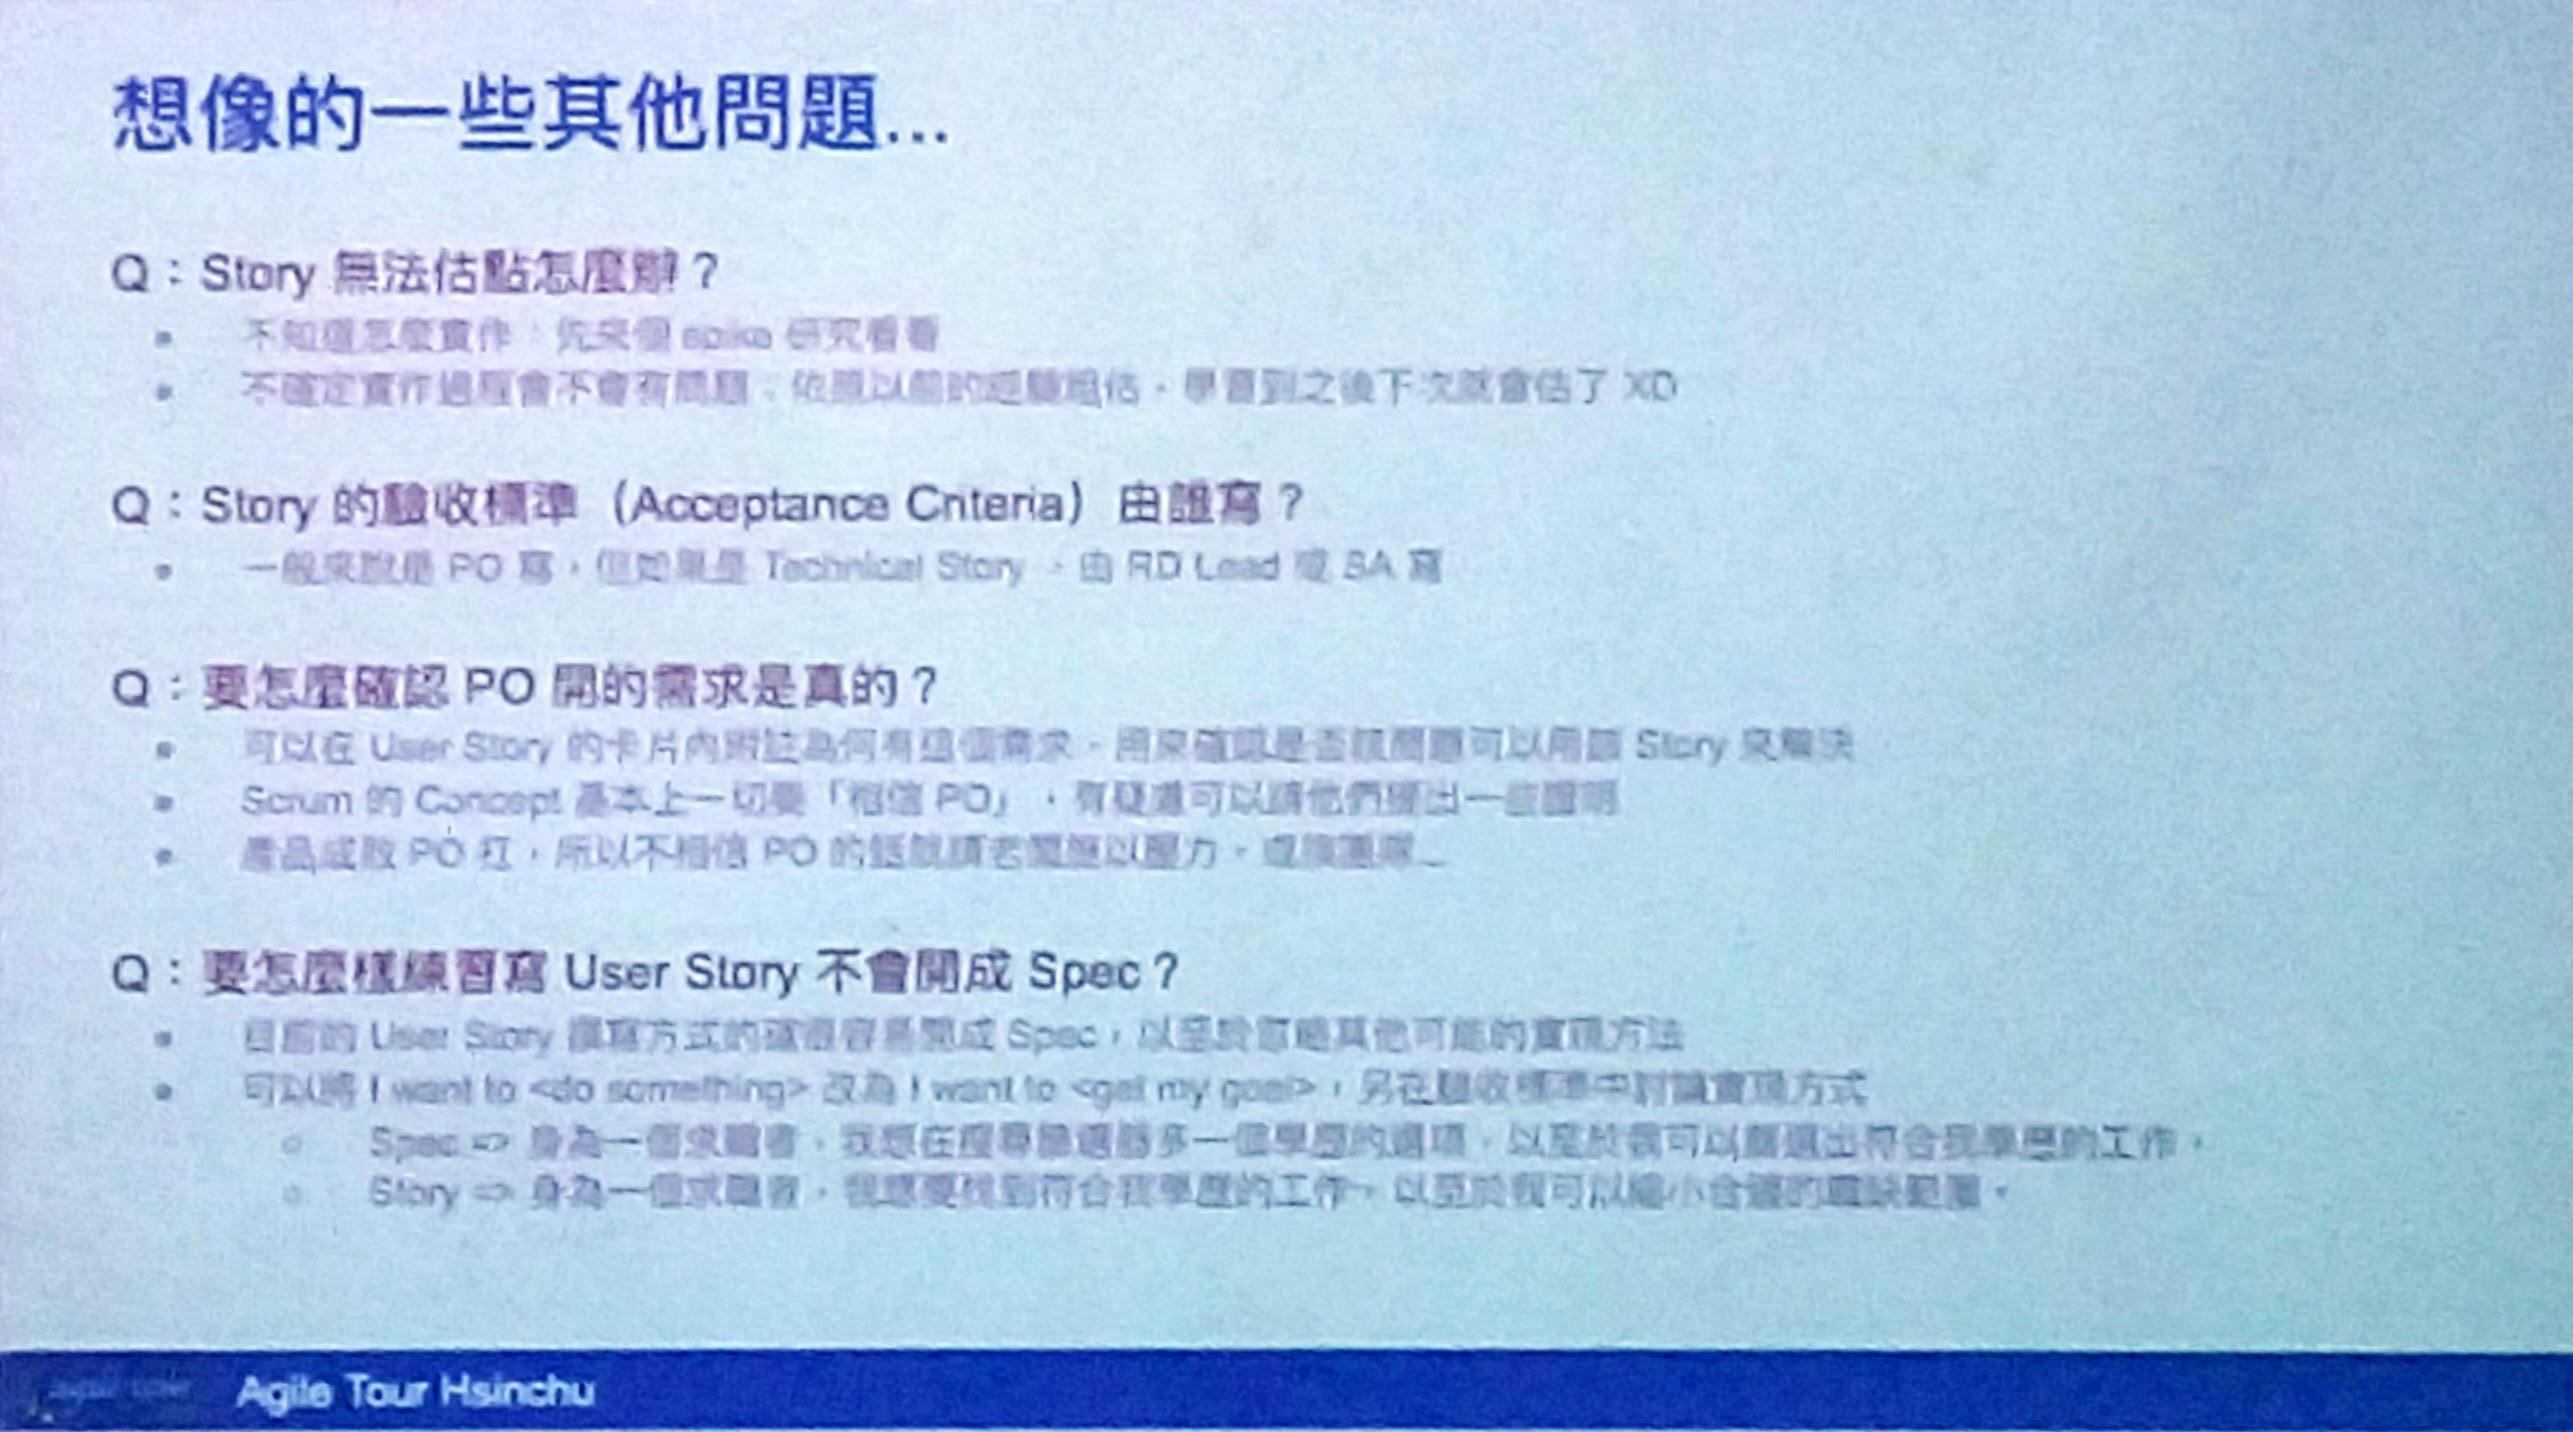 想像的一些其他問題...
Q：Story 無法估點怎麼辦？
不知道怎麼實作，先來個 spike 研究看看
不確定實作過程會不會有問題，依照以前的經驗粗估，學習到之後下次就會估了 XD
Q：Story 的驗收標準（Acceptance Criteria）由誰寫？
一般來說是 PO 寫，但如果是 Technical Story，由 RD Lead 或 SA 寫
Q：要怎麼確認 PO 開的需求是真的？
可以在 User Story 的卡片內附註為何有這個需求，用來確認是否該問題可以用 Story 來解決
Scrum 的 Concept 基本上一切要「相信 PO」，有疑慮可以請他們提出一些證明
產品成敗 PO 扛，所以不相信 PO 的話就請老闆施以壓力，或換團隊...
Q：要怎麼樣練習寫 User Story 不會開成 Spec？
目前的 User Story 撰寫方式的確很容易開成 Spec，以至於忽略其他可能的實現方法
可以將 I want to <do something> 改為 I want to <get my goal>，另在驗收標準中討論實現方式
Spec => 身為一個求職者，我想在搜尋篩選器多一個學歷的選項，以至於我可以篩選出符合我學歷的工作。
Story => 身為一個求職者，我想要找到符合我學歷的工作，以至於我可以縮小合適的職缺範圍。
Agile Tour Hsinchu